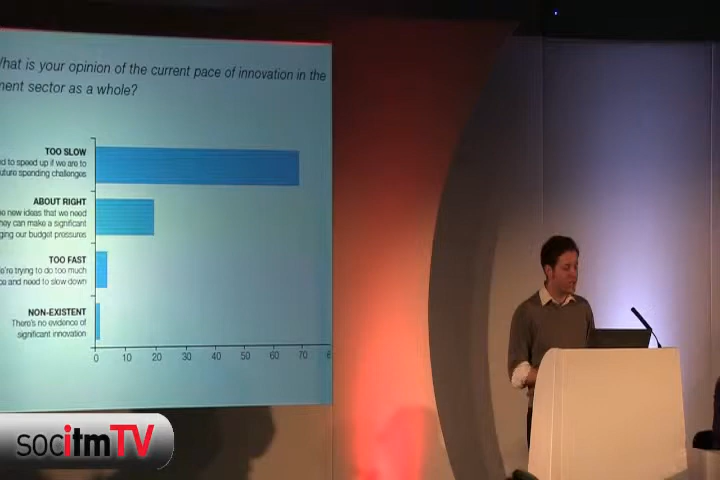 hat is your opinion of the current pace of innovation in the
ment sector as a whole?
TOO SLOW
d to speed up if we are to
uture spending challenges
ABOUT RIGHT
e new ideas that we need
hey can make a significant
ging our budget pressures
TOO FAST
e're trying to do too much
ce and need to slow down
NON-EXISTENT
There's no evidence of
significant innovation
0 10 20 30 40 50 60 70 8
socitmTV